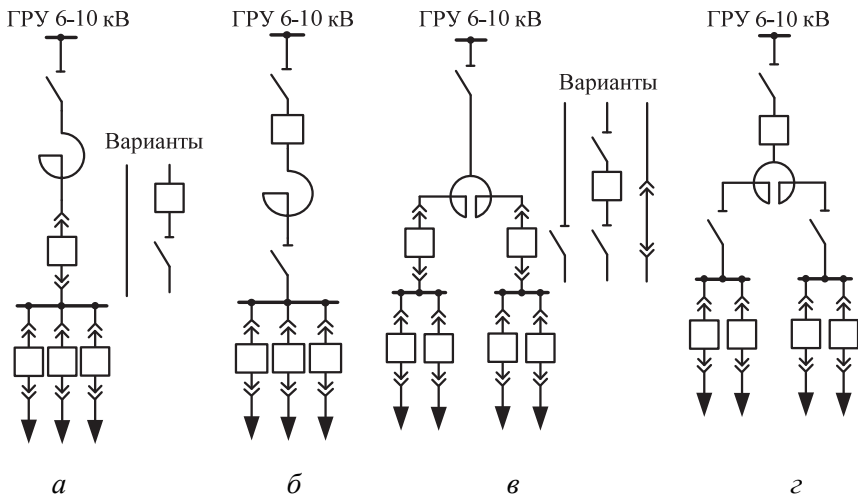 ГРУ 6-10 кВ
ГРУ 6-10 кВ
ГРУ 6-10 кВ
ГРУ 6-10 кВ
Варианты
Варианты
а
б
в
г